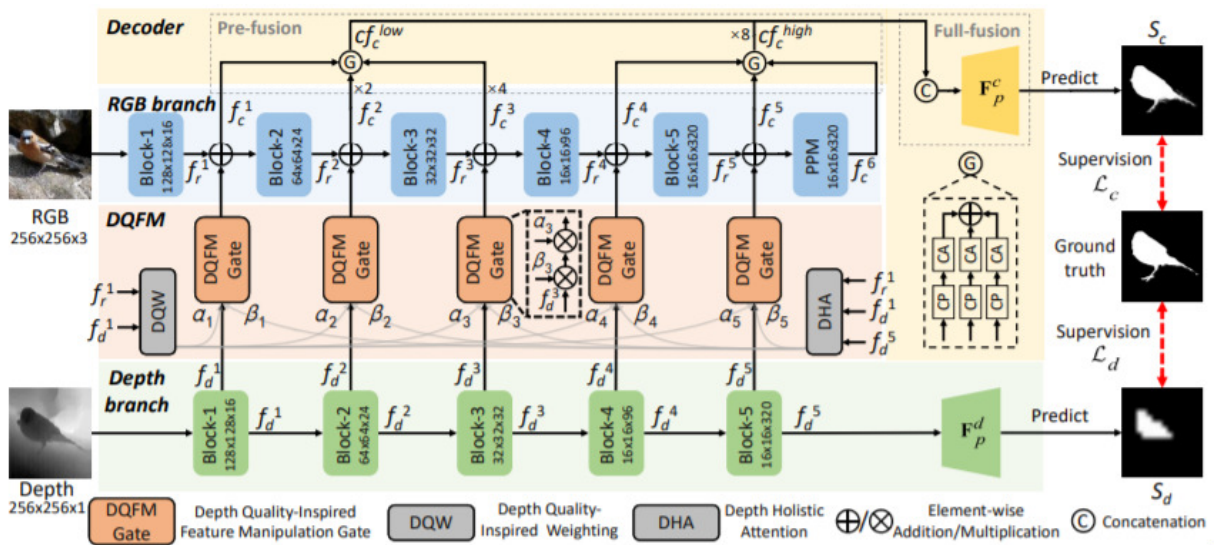 Decoder
Pre-fusion
cf_c^low
×8
cf_c^high
Full-fusion
S_c
G
G
×2
×4
C
F_p^c
Predict
RGB branch
f_c^1
f_c^2
f_c^3
f_c^4
f_c^5
Block-1
128x128x16
f_r^1
Block-2
64x64x24
f_r^2
Block-3
32x32x32
f_r^3
Block-4
16x16x96
f_r^4
Block-5
16x16x320
f_r^5
PPM
16x16x320
f_c^6
RGB
256x256x3
G
Supervision
ℒ_c
DQFM
DQFM
Gate
DQFM
Gate
DQFM
Gate
α_3
β_3
f_d^3
DQFM
Gate
DQFM
Gate
CA
CA
CA
CP
CP
CP
Ground
truth
f_r^1
f_d^1
DQW
α_1
β_1
α_2
β_2
α_3
β_3
α_4
β_4
α_5
β_5
DHA
f_r^1
f_d^1
f_d^5
Supervision
ℒ_d
Depth
branch
f_d^1
f_d^2
f_d^3
f_d^4
f_d^5
Block-1
128x128x16
f_d^1
Block-2
64x64x24
f_d^2
Block-3
32x32x32
f_d^3
Block-4
16x16x96
f_d^4
Block-5
16x16x320
f_d^5
F_p^d
Predict
Depth
256x256x1
S_d
DQFM
Gate
Depth Quality-Inspired
Feature Manipulation Gate
DQW
Depth Quality-
Inspired Weighting
DHA
Depth Holistic
Attention
/
Element-wise
Addition/Multiplication
C
Concatenation